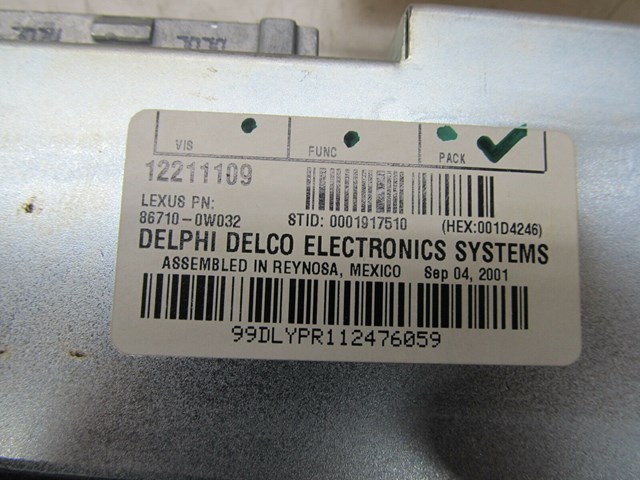 VIS FUNC PACK
12211109
LEXUS PN:
86710-0W032 STID: 0001917510 (HEX:001D4246)
DELPHI DELCO ELECTRONICS SYSTEMS
ASSEMBLED IN REYNOSA, MEXICO Sep 04, 2001
99DLYPR112476059